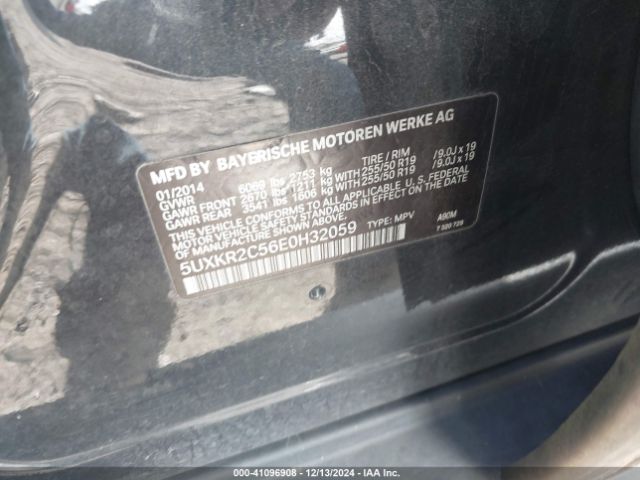 MFD BY BAYERISCHE MOTOREN WERKE AG
01/2014 TIRE / RIM
GVWR 6069 lbs 2753 kg
GAWR FRONT 2670 lbs 1211 kg WITH 255/50 R19 /9.0J x 19
GAWR REAR 3541 lbs 1606 kg WITH 255/50 R19 /9.0J x 19
THIS VEHICLE CONFORMS TO ALL APPLICABLE U. S. FEDERAL
MOTOR VEHICLE SAFETY STANDARDS IN EFFECT ON THE DATE
OF MANUFACTURE SHOWN ABOVE.
5UXKR2C56E0H32059 TYPE: MPV A90M
000-41096908 • 12/13/2024 • IAA Inc.